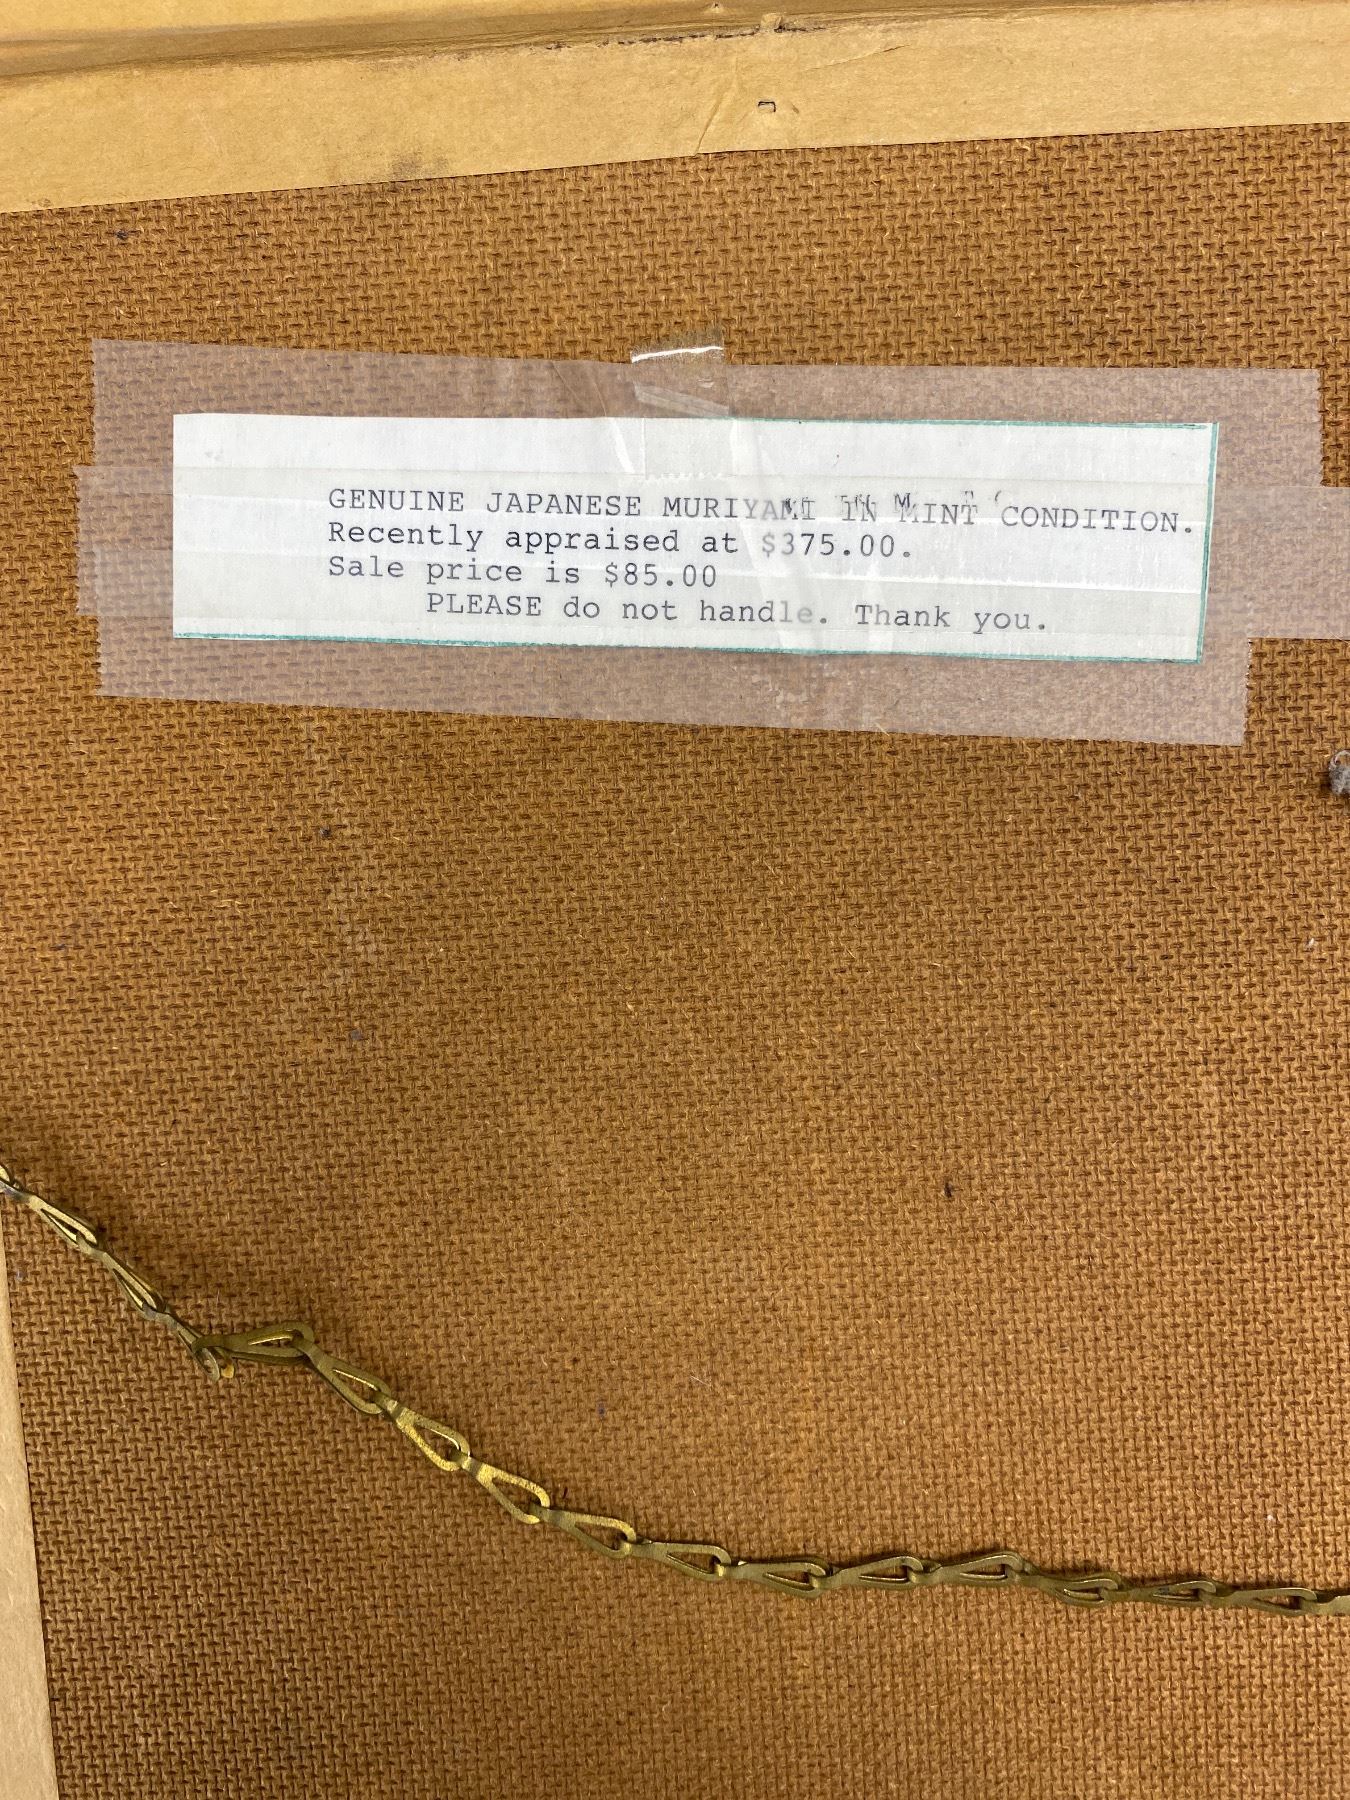 GENUINE JAPANESE MURIYAMI IN MINT CONDITION.
Recently appraised at $375.00.
Sale price is $85.00
PLEASE do not handle. Thank you.